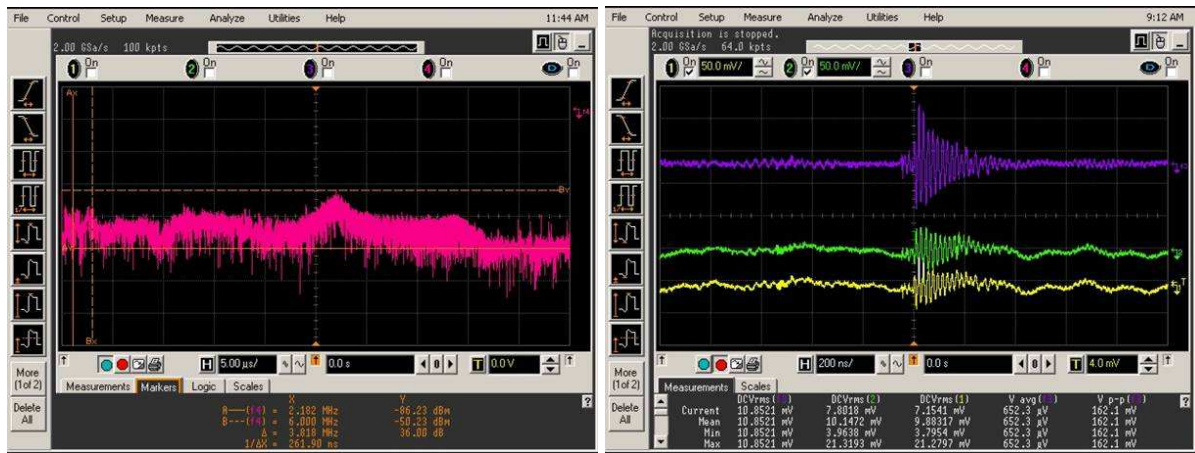 File Control Setup Measure Analyze Utilities Help 11:44 AM
2.00 GSa/s 100 kpts
1 On 2 On 3 On 4 On D On
Ax
Bx
By
H 5.00 µs/ 0.0 s 0 T 0.0 V
More
(1of 2)
Delete
All
Measurements Markers Logic Scales
X Y
A---(f4) = 2.182 MHz -86.23 dBm
B---(f4) = 6.000 MHz -50.23 dBm
Δ = 3.818 MHz 36.00 dB
1/ΔX = 261.90 ns
File Control Setup Measure Analyze Utilities Help 9:12 AM
Acquisition is stopped.
2.00 GSa/s 64.0 kpts
1 On 50.0 mV/ 2 On 50.0 mV/ 3 On 4 On D On
H 200 ns/ 0.0 s 0 T 4.0 mV
More
(1of 2)
Delete
All
Measurements Scales
DCVrms(f3) DCVrms(2) DCVrms(1) V avg(f3) V p-p(f3)
Current 10.8521 mV 7.8018 mV 7.1541 mV 652.3 µV 162.1 mV
Mean 10.8521 mV 10.1472 mV 9.88317 mV 652.3 µV 162.1 mV
Min 10.8521 mV 3.9638 mV 3.7954 mV 652.3 µV 162.1 mV
Max 10.8521 mV 21.3193 mV 21.2797 mV 652.3 µV 162.1 mV